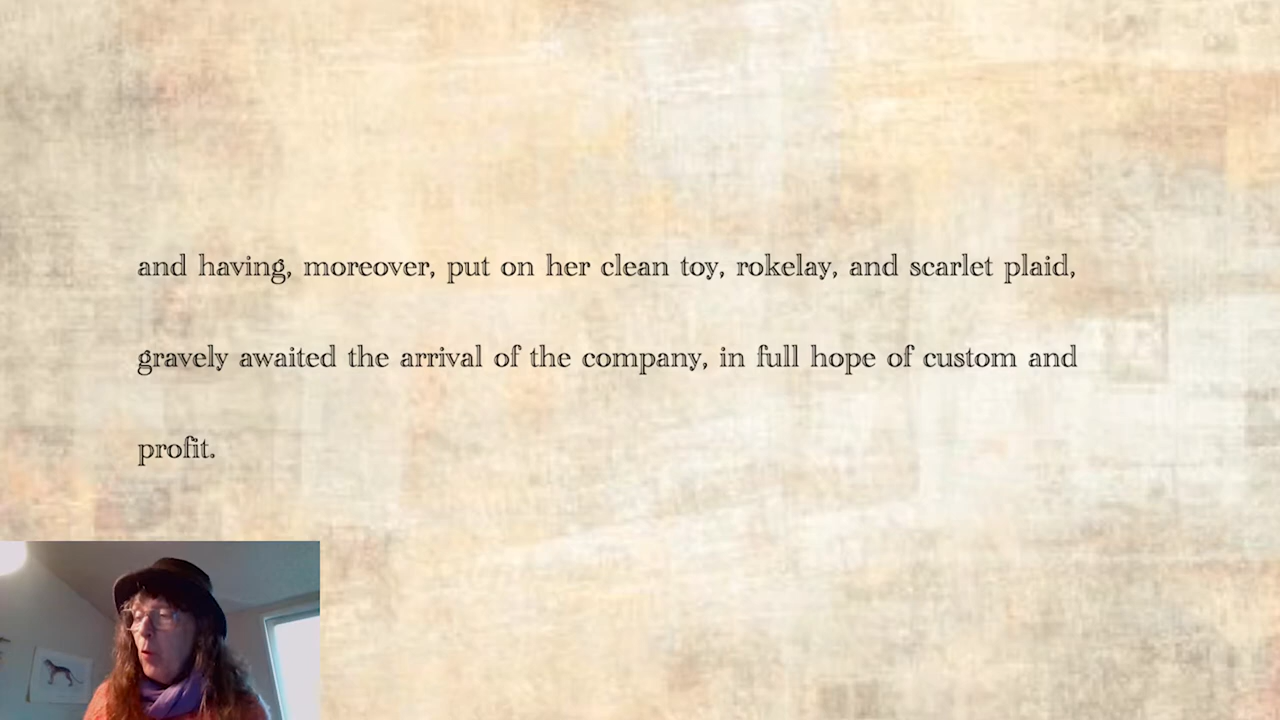 and having, moreover, put on her clean toy, rokelay, and scarlet plaid,
gravely awaited the arrival of the company, in full hope of custom and
profit.